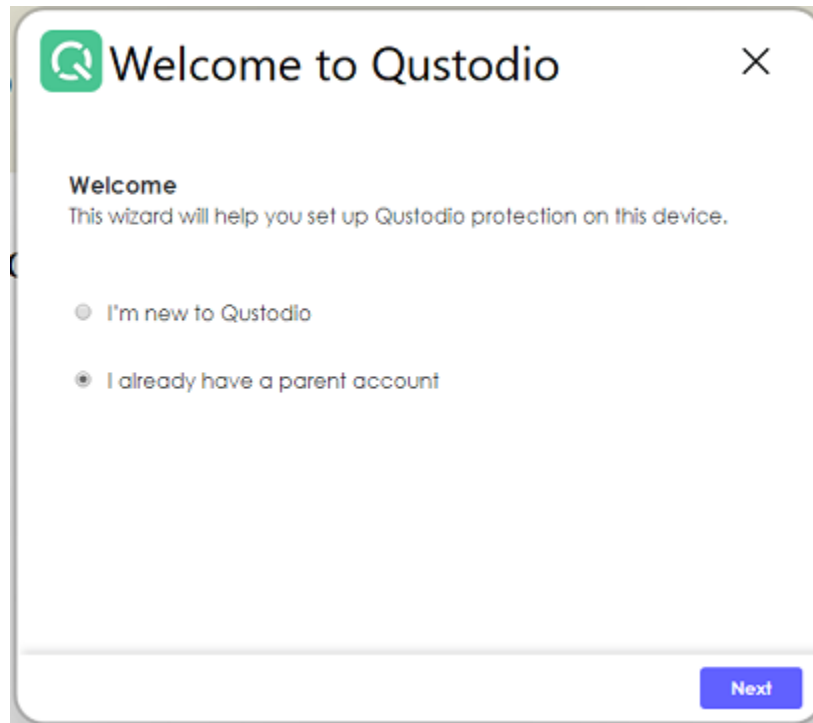 Welcome to Qustodio
Welcome
This wizard will help you set up Qustodio protection on this device.
I'm new to Qustodio
I already have a parent account
Next